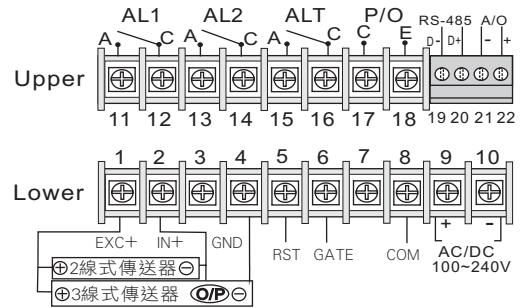 AL1 AL2 ALT P/O RS-485 A/O
A C A C A C C E D- D+ − +
Upper
11 12 13 14 15 16 17 18 19 20 21 22
1 2 3 4 5 6 7 8 9 10
Lower
+ −
EXC+ IN+ GND RST GATE COM AC/DC
100~240V
⊕2線式傳送器⊖
⊕3線式傳送器 O/P⊖